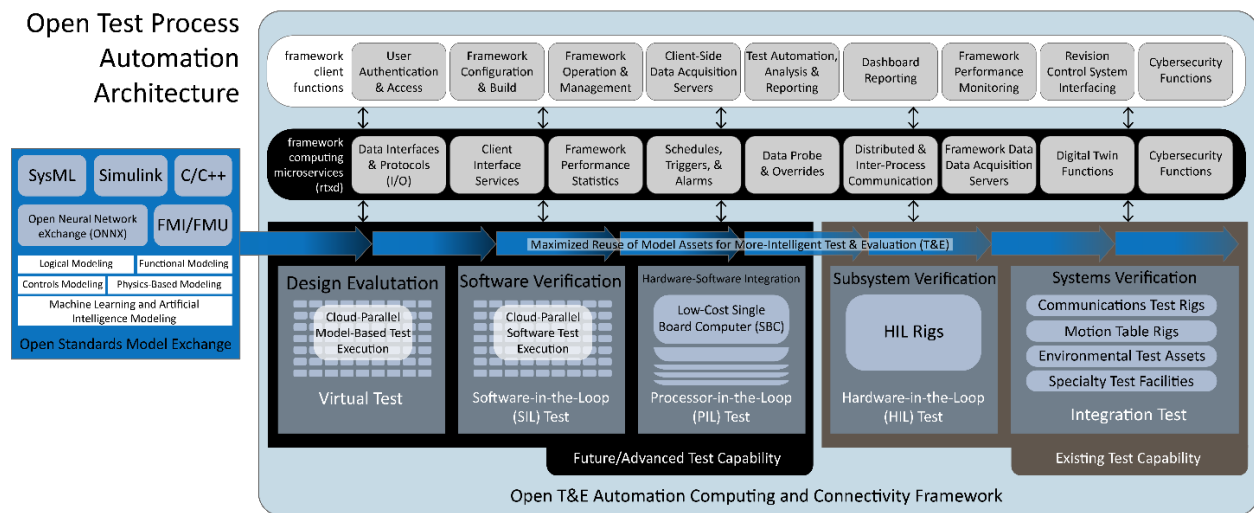 Open Test Process
Automation
Architecture
framework
client
functions
User
Authentication
& Access
Framework
Configuration
& Build
Framework
Operation &
Management
Client-Side
Data Acquisition
Servers
Test Automation,
Analysis &
Reporting
Dashboard
Reporting
Framework
Performance
Monitoring
Revision
Control System
Interfacing
Cybersecurity
Functions
framework
computing
microservices
(rtxd)
Data Interfaces
& Protocols
(I/O)
Client
Interface
Services
Framework
Performance
Statistics
Schedules,
Triggers, &
Alarms
Data Probe
& Overrides
Distributed &
Inter-Process
Communication
Framework Data
Data Acquisition
Servers
Digital Twin
Functions
Cybersecurity
Functions
SysML
Simulink
C/C++
Open Neural Network
eXchange (ONNX)
FMI/FMU
Logical Modeling
Functional Modeling
Controls Modeling
Physics-Based Modeling
Machine Learning and Artificial
Intelligence Modeling
Open Standards Model Exchange
Maximized Reuse of Model Assets for More-Intelligent Test & Evaluation (T&E)
Design Evalutation
Cloud-Parallel
Model-Based Test
Execution
Virtual Test
Software Verification
Cloud-Parallel
Software Test
Execution
Software-in-the-Loop
(SIL) Test
Hardware-Software Integration
Low-Cost Single
Board Computer (SBC)
Processor-in-the-Loop
(PIL) Test
Subsystem Verification
HIL Rigs
Hardware-in-the-Loop
(HIL) Test
Systems Verification
Communications Test Rigs
Motion Table Rigs
Environmental Test Assets
Specialty Test Facilities
Integration Test
Future/Advanced Test Capability
Existing Test Capability
Open T&E Automation Computing and Connectivity Framework